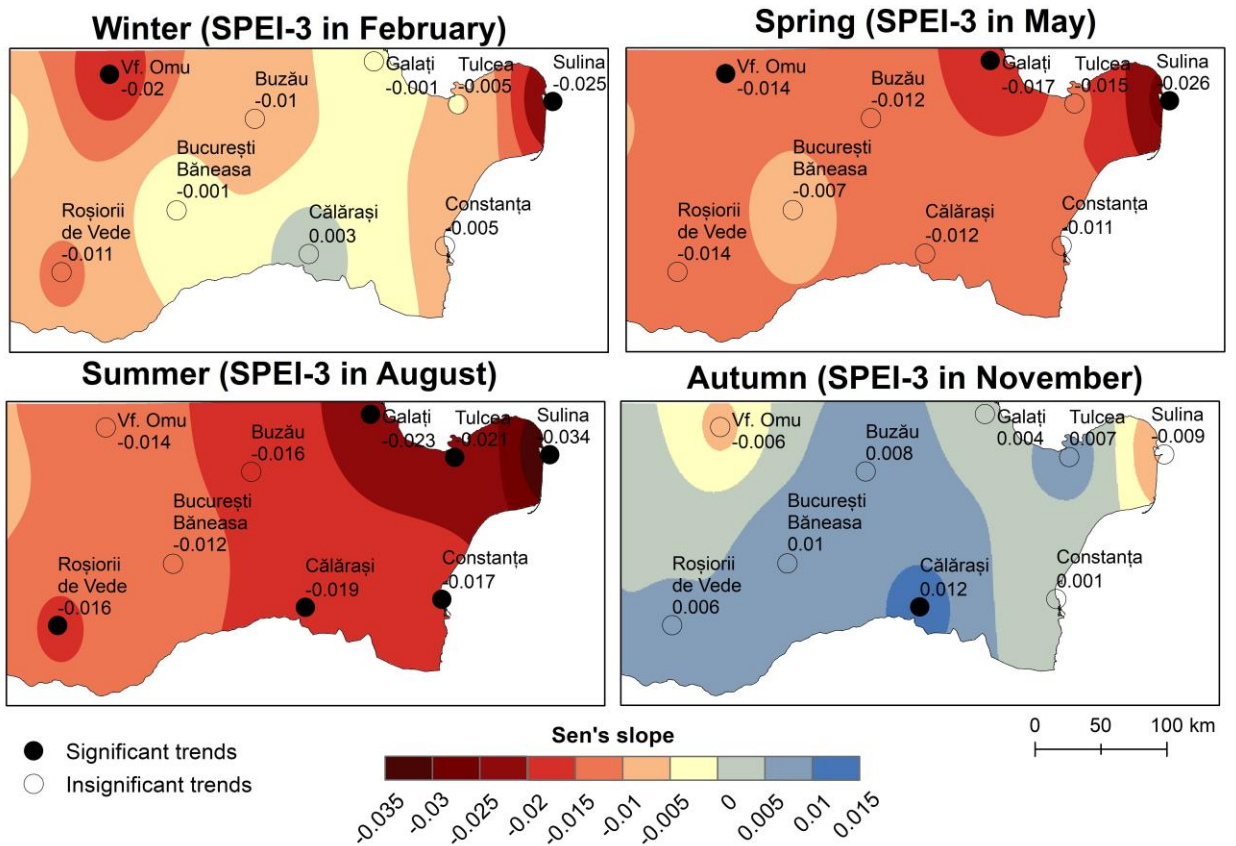 Winter (SPEI-3 in February)
Vf. Omu
-0.02
Buzău
-0.01
Galați
-0.001
Tulcea
-0.005
Sulina
-0.025
București
Băneasa
-0.001
Roșiorii
de Vede
-0.011
Călărași
0.003
Constanța
-0.005
Spring (SPEI-3 in May)
Vf. Omu
-0.014
Buzău
-0.012
Galați
-0.017
Tulcea
-0.015
Sulina
-0.026
București
Băneasa
-0.007
Roșiorii
de Vede
-0.014
Călărași
-0.012
Constanța
-0.011
Summer (SPEI-3 in August)
Vf. Omu
-0.014
Buzău
-0.016
Galați
-0.023
Tulcea
-0.021
Sulina
-0.034
București
Băneasa
-0.012
Roșiorii
de Vede
-0.016
Călărași
-0.019
Constanța
-0.017
Autumn (SPEI-3 in November)
Vf. Omu
-0.006
Buzău
0.008
Galați
0.004
Tulcea
0.007
Sulina
-0.009
București
Băneasa
0.01
Roșiorii
de Vede
0.006
Călărași
0.012
Constanța
0.001
Significant trends
Insignificant trends
Sen's slope
-0.035
-0.03
-0.025
-0.02
-0.015
-0.01
-0.005
0
0.005
0.01
0.015
0 50 100 km